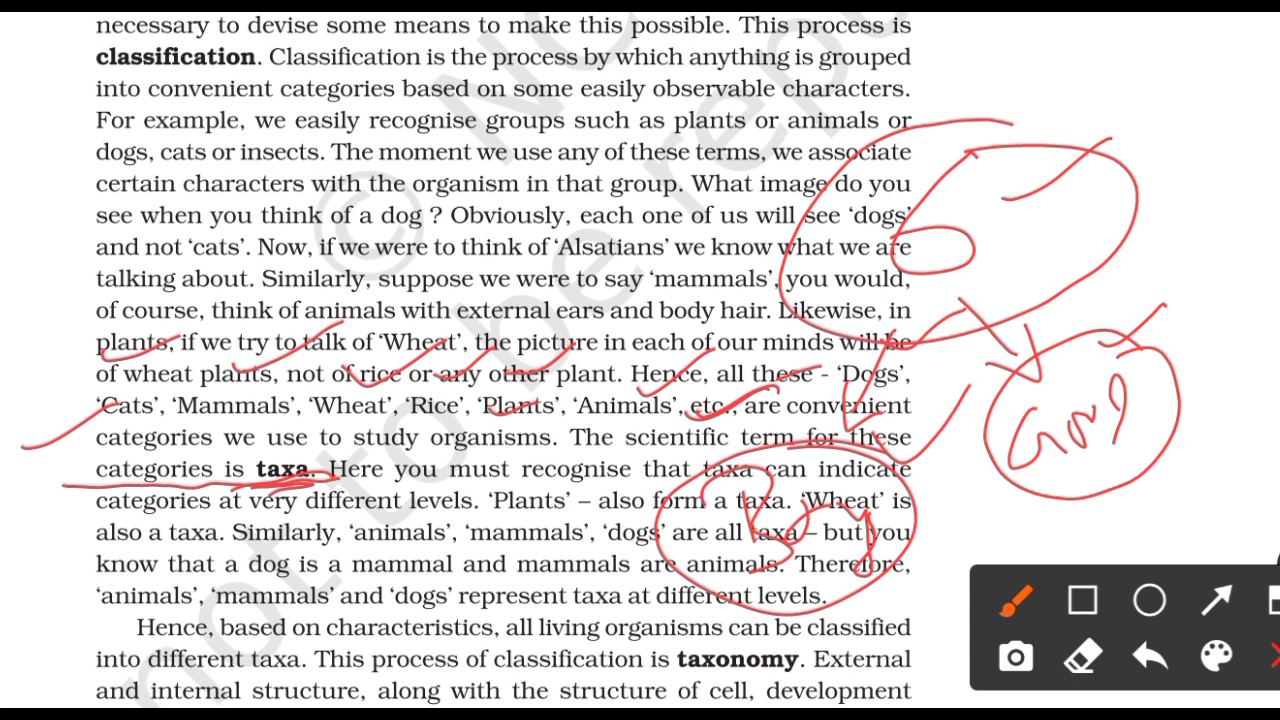 necessary to devise some means to make this possible. This process is
classification. Classification is the process by which anything is grouped
into convenient categories based on some easily observable characters.
For example, we easily recognise groups such as plants or animals or
dogs, cats or insects. The moment we use any of these terms, we associate
certain characters with the organism in that group. What image do you
see when you think of a dog ? Obviously, each one of us will see ‘dogs’
and not ‘cats’. Now, if we were to think of ‘Alsatians’ we know what we are
talking about. Similarly, suppose we were to say ‘mammals’, you would,
of course, think of animals with external ears and body hair. Likewise, in
plants, if we try to talk of ‘Wheat’, the picture in each of our minds will be
of wheat plants, not of rice or any other plant. Hence, all these - ‘Dogs’,
‘Cats’, ‘Mammals’, ‘Wheat’, ‘Rice’, ‘Plants’, ‘Animals’, etc., are convenient
categories we use to study organisms. The scientific term for these
categories is taxa. Here you must recognise that taxa can indicate
categories at very different levels. ‘Plants’ – also form a taxa. ‘Wheat’ is
also a taxa. Similarly, ‘animals’, ‘mammals’, ‘dogs’ are all taxa – but you
know that a dog is a mammal and mammals are animals. Therefore,
‘animals’, ‘mammals’ and ‘dogs’ represent taxa at different levels.
Hence, based on characteristics, all living organisms can be classified
into different taxa. This process of classification is taxonomy. External
and internal structure, along with the structure of cell, development
Boy
not to be rep